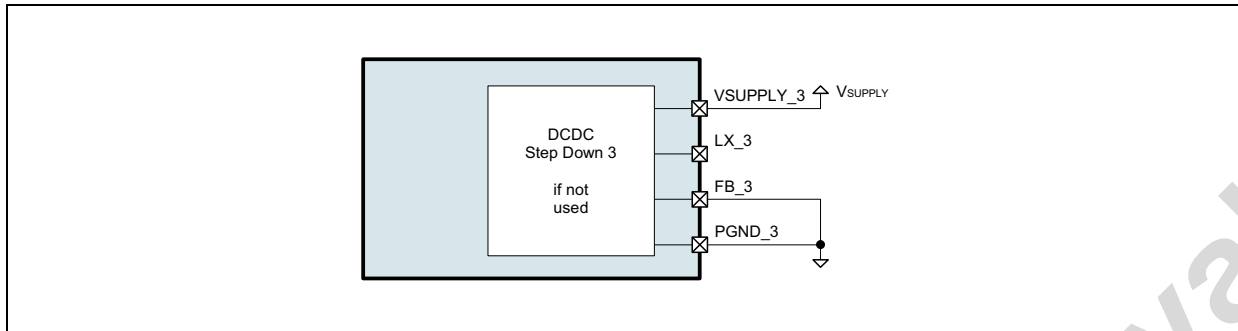 VSUPPLY_3
VSUPPLY
DCDC
Step Down 3
LX_3
if not
used
FB_3
PGND_3